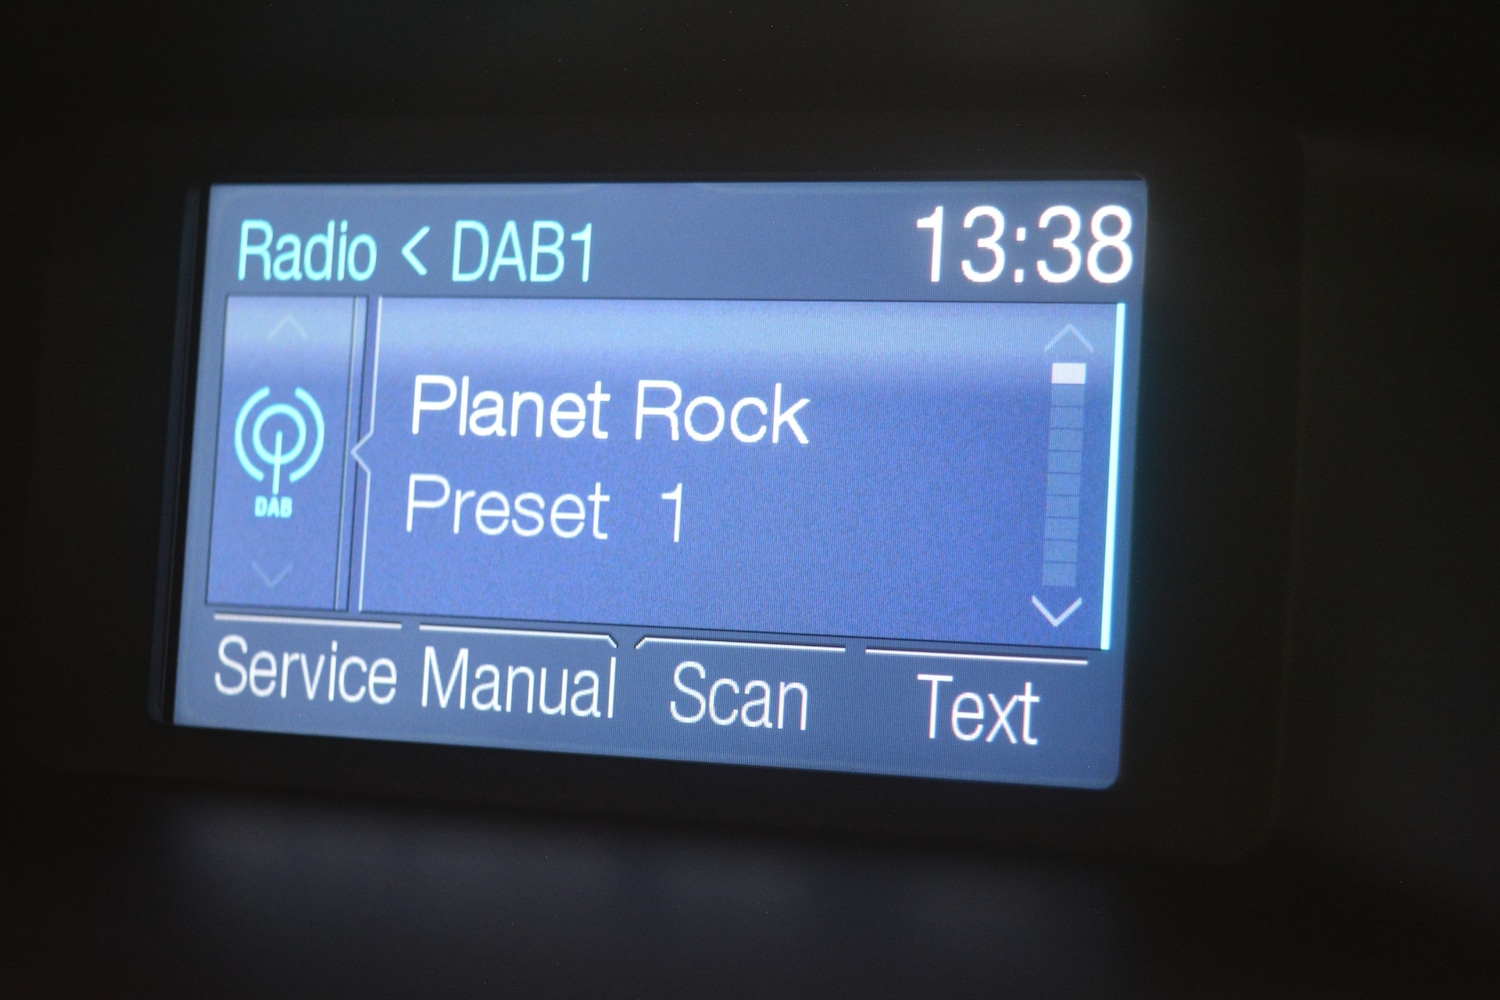 Radio < DAB1 13:38
DAB
Planet Rock
Preset 1
Service Manual Scan Text